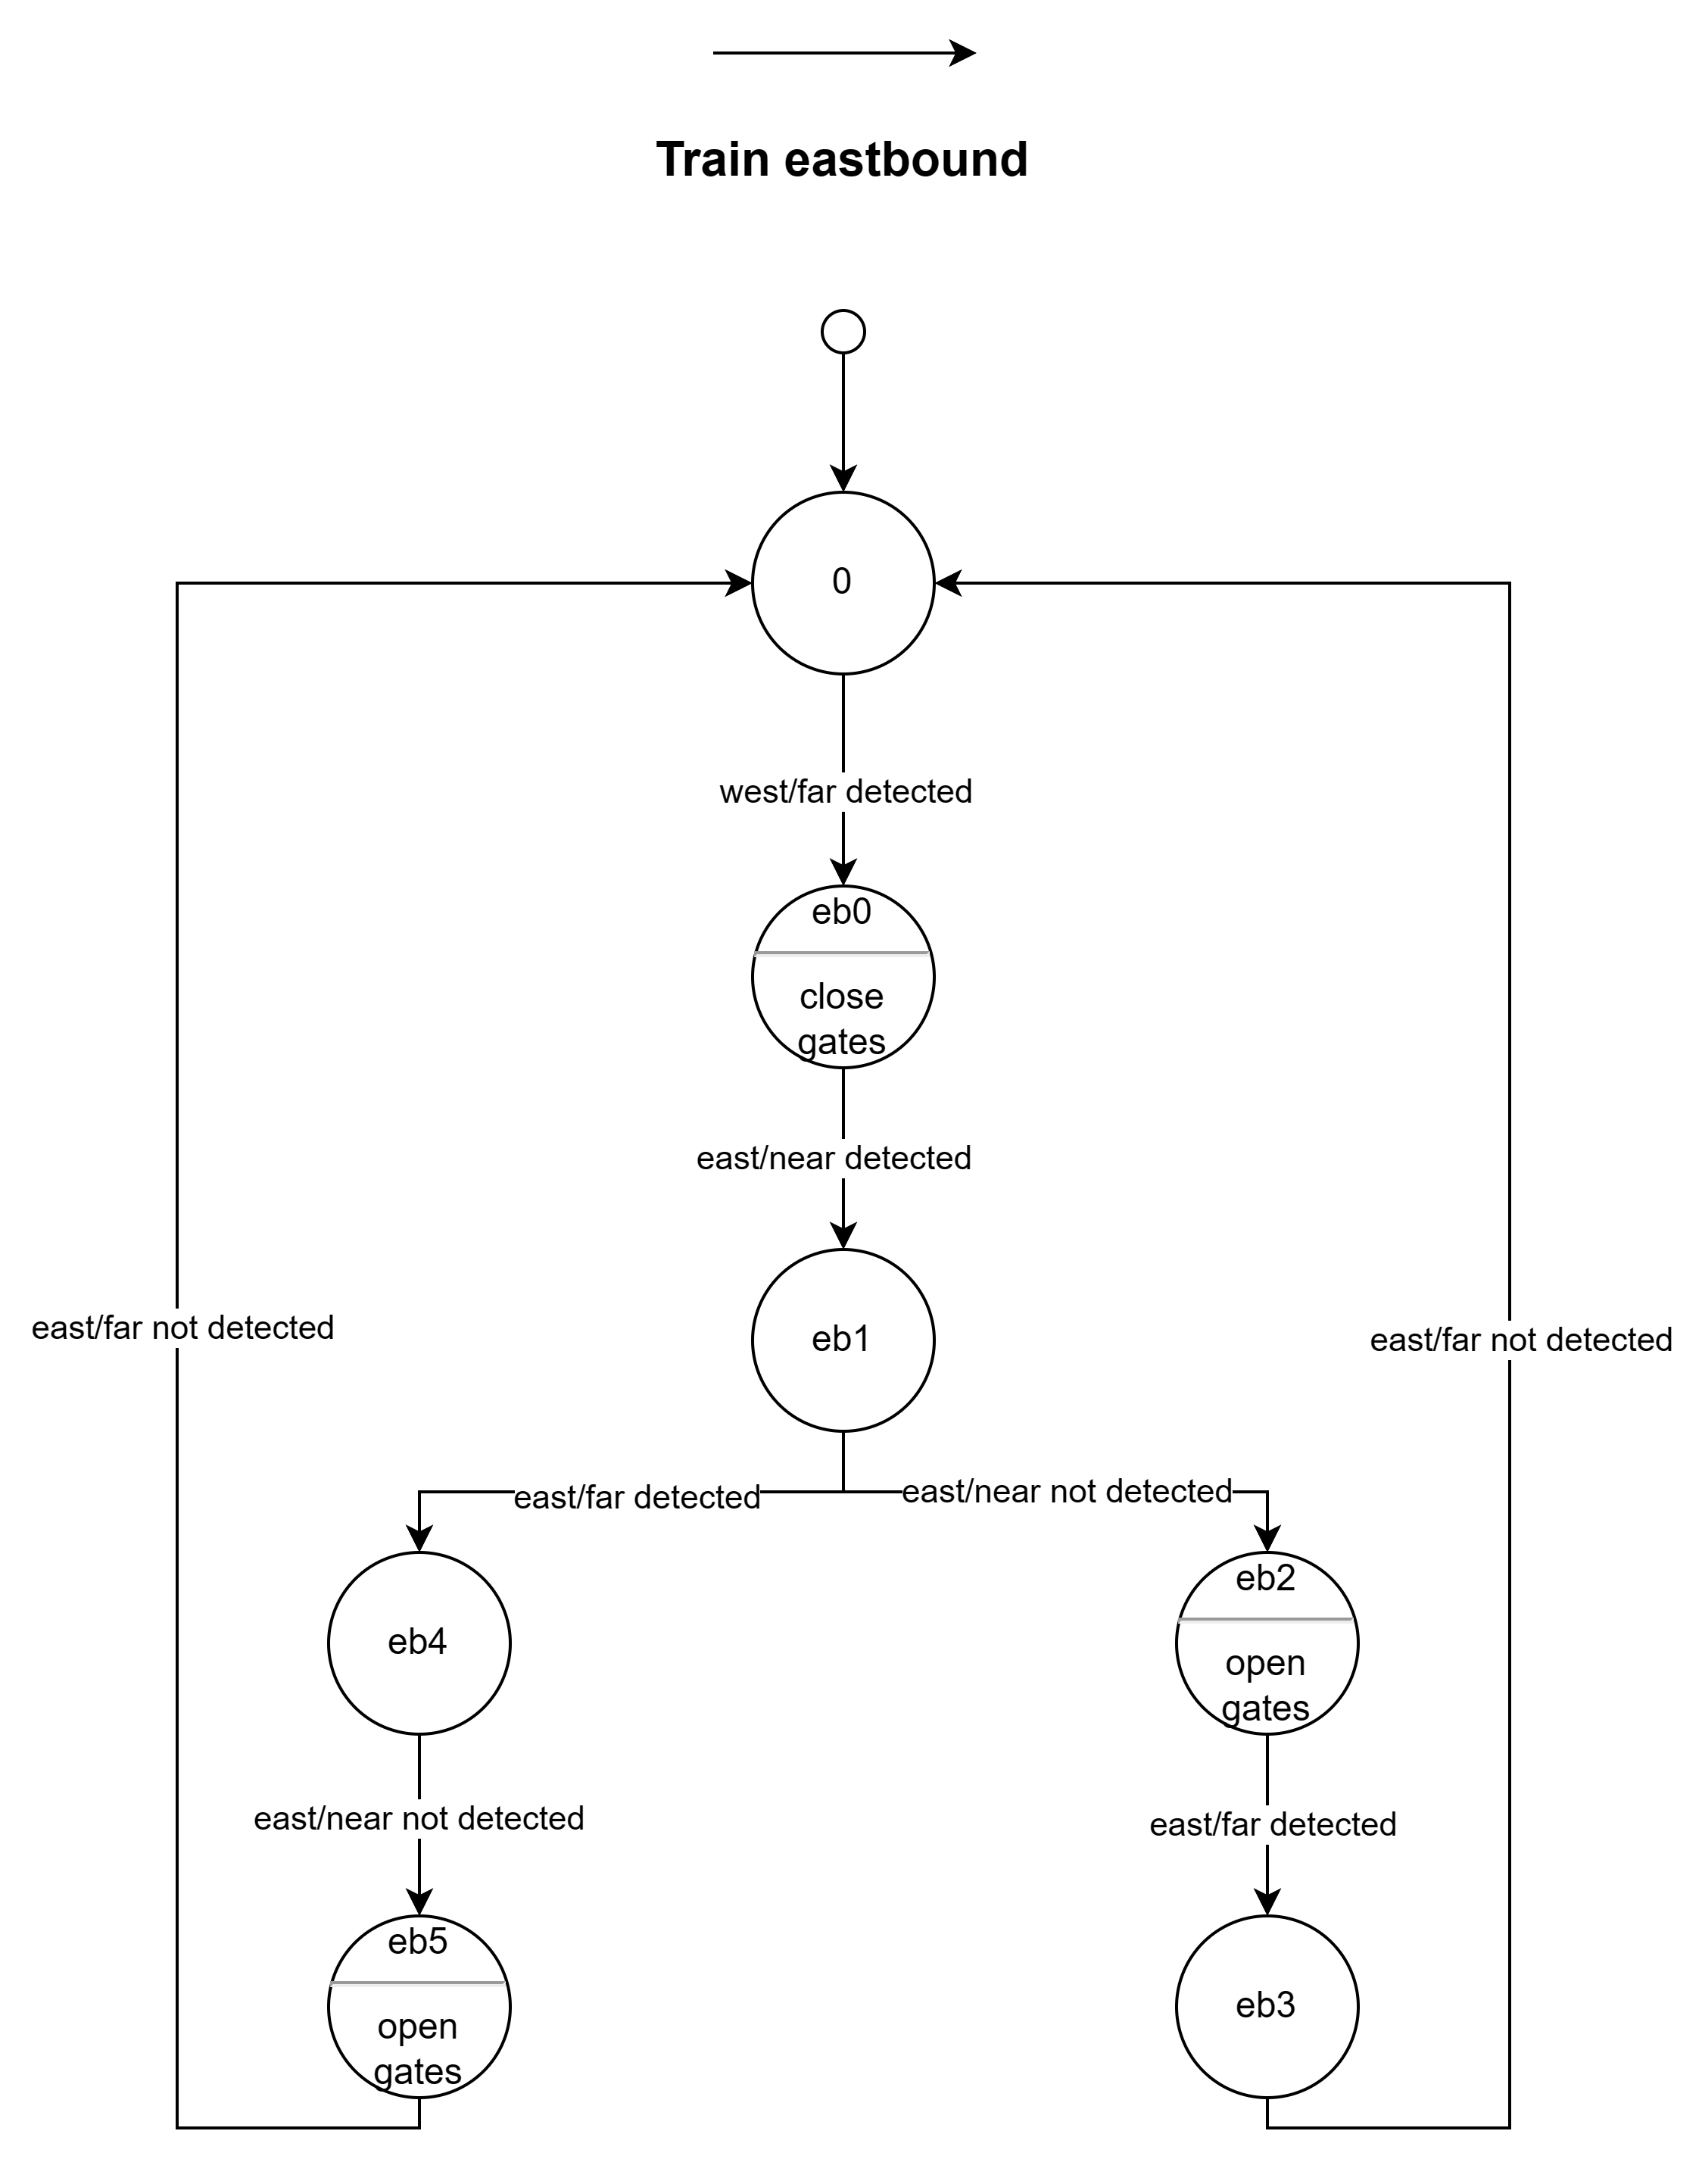 Train eastbound
0
west/far detected
eb0
close
gates
east/near detected
eb1
east/far not detected
east/far not detected
east/far detected
east/near not detected
eb4
eb2
open
gates
east/near not detected
east/far detected
eb5
open
gates
eb3